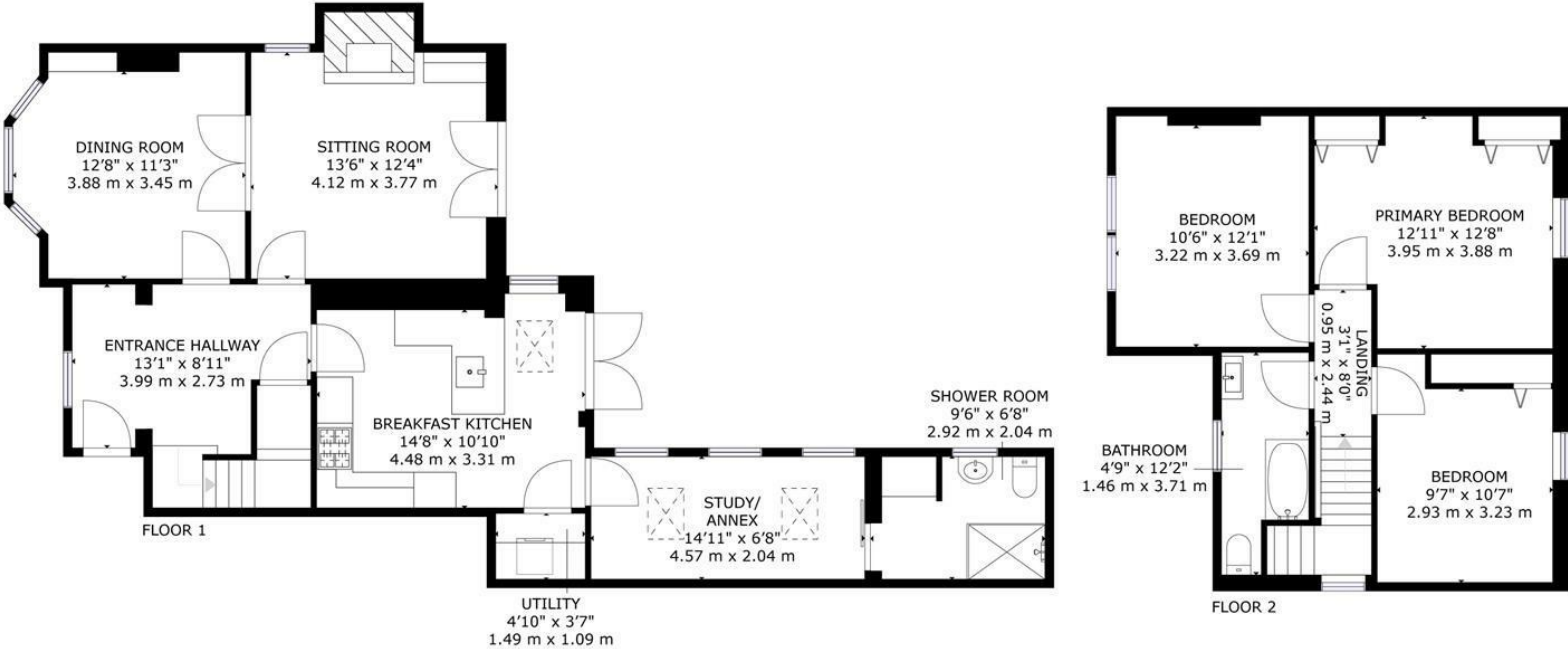 DINING ROOM
12'8" x 11'3"
3.88 m x 3.45 m
SITTING ROOM
13'6" x 12'4"
4.12 m x 3.77 m
ENTRANCE HALLWAY
13'1" x 8'11"
3.99 m x 2.73 m
BREAKFAST KITCHEN
14'8" x 10'10"
4.48 m x 3.31 m
SHOWER ROOM
9'6" x 6'8"
2.92 m x 2.04 m
STUDY/
ANNEX
14'11" x 6'8"
4.57 m x 2.04 m
FLOOR 1
UTILITY
4'10" x 3'7"
1.49 m x 1.09 m
BEDROOM
10'6" x 12'1"
3.22 m x 3.69 m
PRIMARY BEDROOM
12'11" x 12'8"
3.95 m x 3.88 m
LANDING
3'1" x 8'0"
0.95 m x 2.44 m
BATHROOM
4'9" x 12'2"
1.46 m x 3.71 m
BEDROOM
9'7" x 10'7"
2.93 m x 3.23 m
FLOOR 2